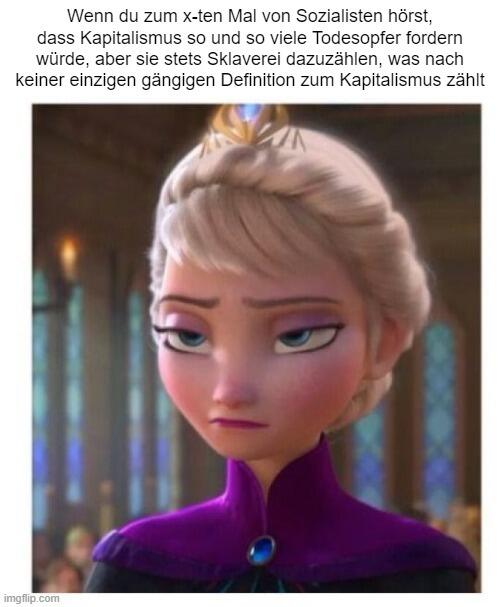 Wenn du zum x-ten Mal von Sozialisten hörst,
dass Kapitalismus so und so viele Todesopfer fordern
würde, aber sie stets Sklaverei dazuzählen, was nach
keiner einzigen gängigen Definition zum Kapitalismus zählt
imgflip.com